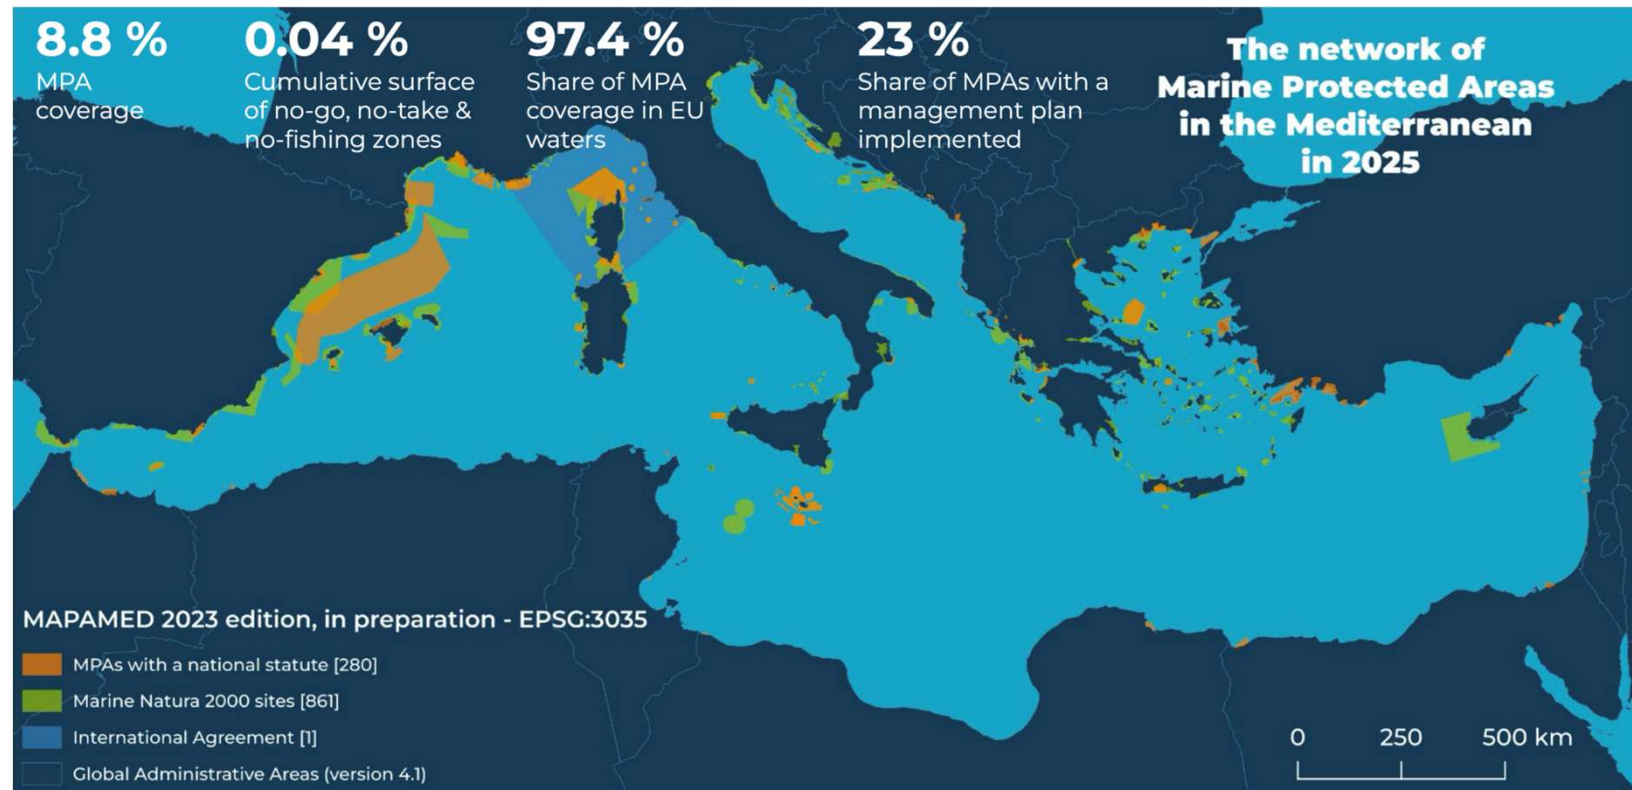 8.8 %
MPA
coverage
0.04 %
Cumulative surface
of no-go, no-take &
no-fishing zones
97.4 %
Share of MPA
coverage in EU
waters
23 %
Share of MPAs with a
management plan
implemented
The network of
Marine Protected Areas
in the Mediterranean
in 2025
MAPAMED 2023 edition, in preparation - EPSG:3035
MPAs with a national statute [280]
Marine Natura 2000 sites [861]
International Agreement [1]
Global Administrative Areas (version 4.1)
0 250 500 km